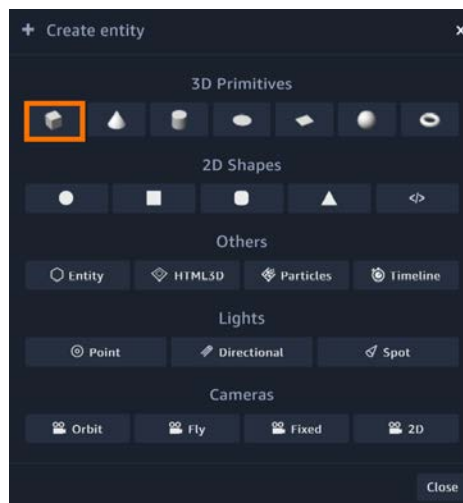 + Create entity x
3D Primitives
2D Shapes
</>
Others
Entity HTML3D Particles Timeline
Lights
Point Directional Spot
Cameras
Orbit Fly Fixed 2D
Close